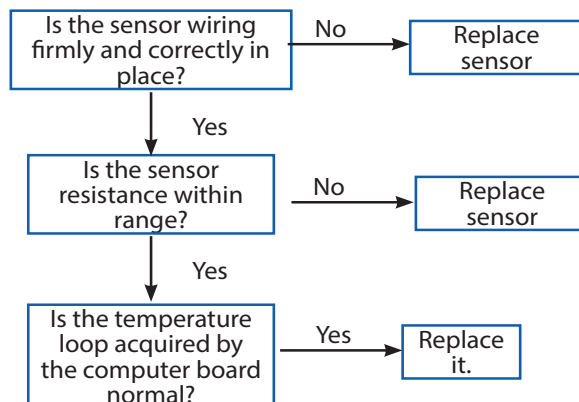 Is the sensor wiring
firmly and correctly in
place?
No
Replace
sensor
Yes
Is the sensor
resistance within
range?
No
Replace
sensor
Yes
Is the temperature
loop acquired by
the computer board
normal?
Yes
Replace
it.